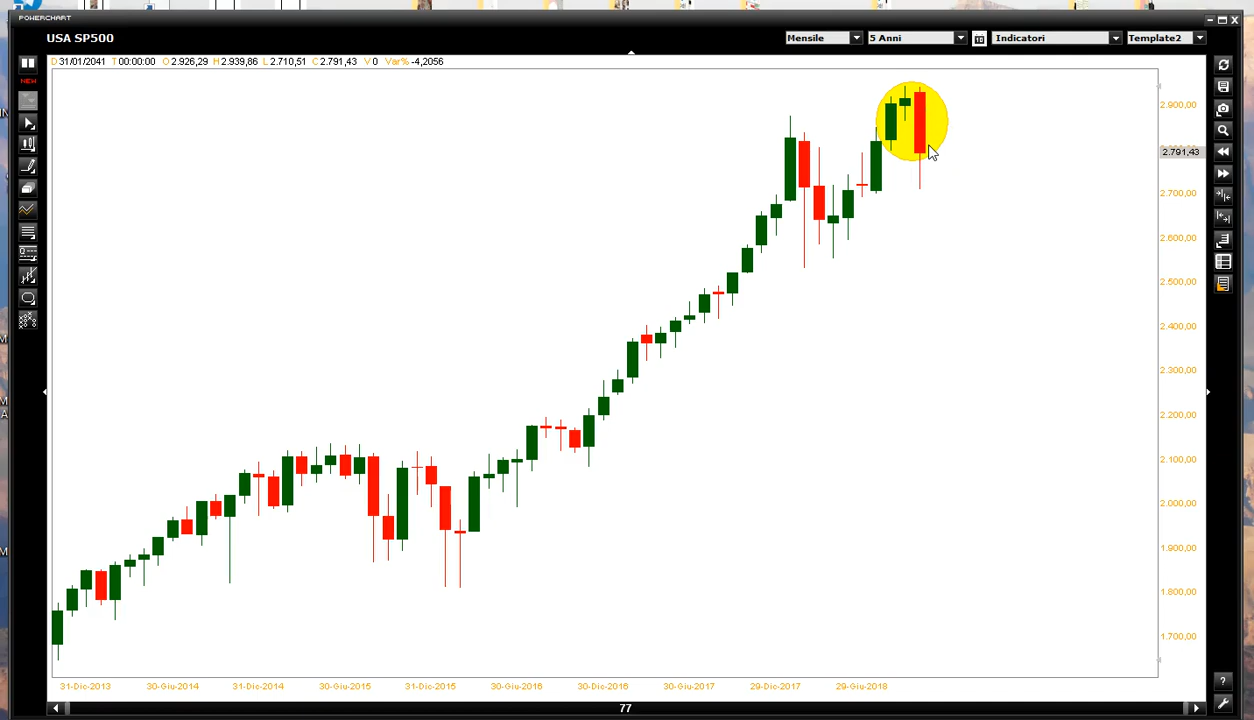 POWERCHART
USA SP500
Mensile
5 Anni
Indicatori
Template2
D 31/01/2041 T 00:00:00 O 2.926,29 H 2.939,86 L 2.710,51 C 2.791,43 V 0 Var% -4,2056
NEW
2.900,00
2.791,43
2.700,00
2.600,00
2.500,00
2.400,00
2.300,00
2.200,00
2.100,00
2.000,00
1.900,00
1.800,00
1.700,00
31-Dic-2013
30-Giu-2014
31-Dic-2014
30-Giu-2015
31-Dic-2015
30-Giu-2016
30-Dic-2016
30-Giu-2017
29-Dic-2017
29-Giu-2018
77
?